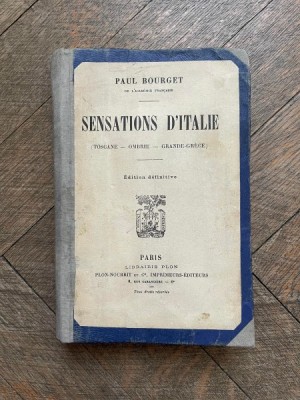 PAUL BOURGET
DE L'ACADÉMIE FRANÇAISE
SENSATIONS D'ITALIE
(TOSCANE — OMBRIE — GRANDE-GRÈCE)
Édition définitive
PARIS
LIBRAIRIE PLON
PLON-NOURRIT ET Cie, IMPRIMEURS-ÉDITEURS
8, RUE GARANCIÈRE — 6e
Tous droits réservés